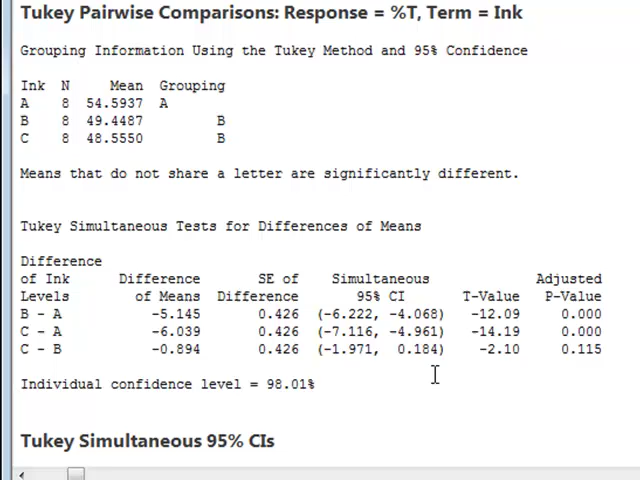 Tukey Pairwise Comparisons: Response = %T, Term = Ink
Grouping Information Using the Tukey Method and 95% Confidence
Ink N Mean Grouping
A 8 54.5937 A
B 8 49.4487 B
C 8 48.5550 B
Means that do not share a letter are significantly different.
Tukey Simultaneous Tests for Differences of Means
Difference
of Ink Difference SE of Simultaneous Adjusted
Levels of Means Difference 95% CI T-Value P-Value
B - A -5.145 0.426 (-6.222, -4.068) -12.09 0.000
C - A -6.039 0.426 (-7.116, -4.961) -14.19 0.000
C - B -0.894 0.426 (-1.971, 0.184) -2.10 0.115
Individual confidence level = 98.01%
Tukey Simultaneous 95% CIs